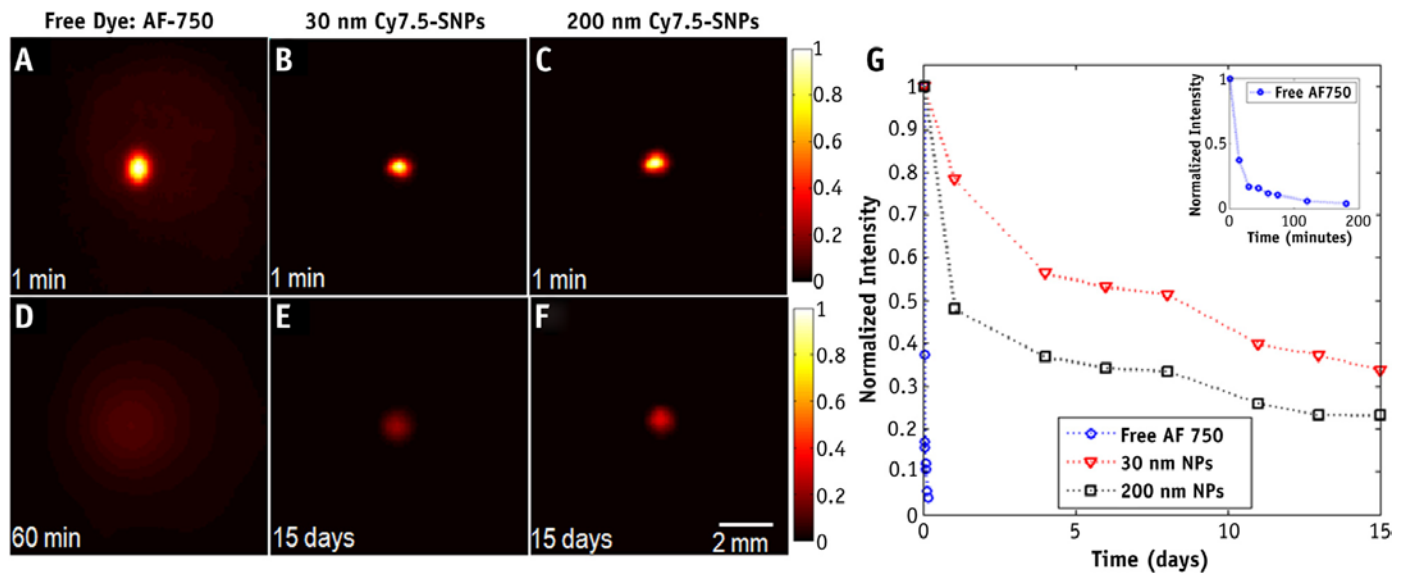 Free Dye: AF-750
30 nm Cy7.5-SNPs
200 nm Cy7.5-SNPs
A
1 min
B
1 min
C
1 min
1
0.8
0.6
0.4
0.2
0
D
60 min
E
15 days
F
15 days
2 mm
1
0.8
0.6
0.4
0.2
0
G
Normalized Intensity
1
0.9
0.8
0.7
0.6
0.5
0.4
0.3
0.2
0.1
0
0
5
10
15
Time (days)
Free AF 750
30 nm NPs
200 nm NPs
Normalized Intensity
1
0.5
0
Free AF750
0
100
200
Time (minutes)